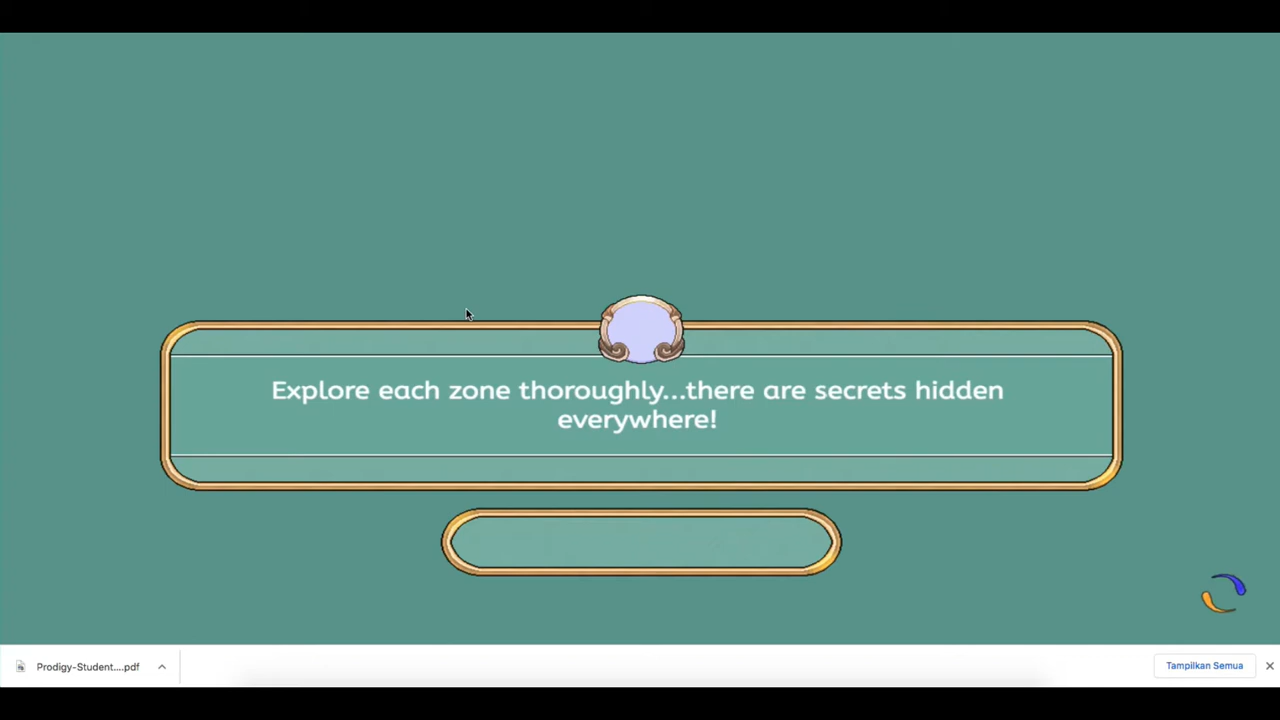 Explore each zone thoroughly...there are secrets hidden
everywhere!
Prodigy-Student....pdf
Tampilkan Semua